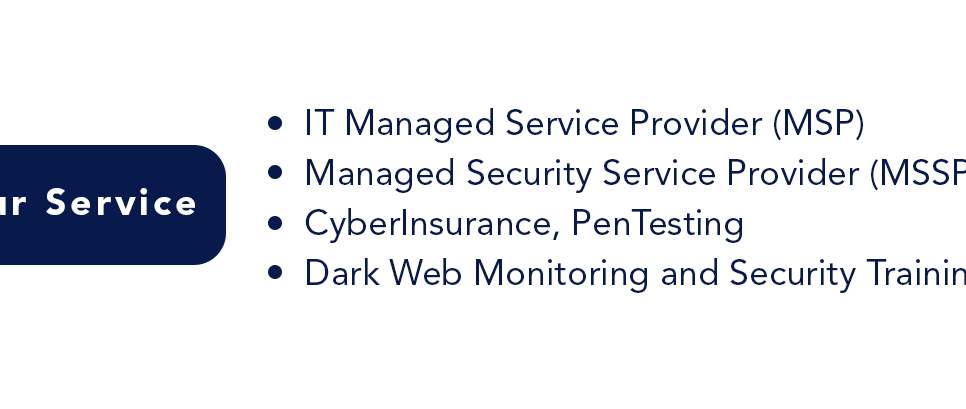 Service
IT Managed Service Provider (MSP)
Managed Security Service Provider (MSSP
CyberInsurance, PenTesting
Dark Web Monitoring and Security Trainin